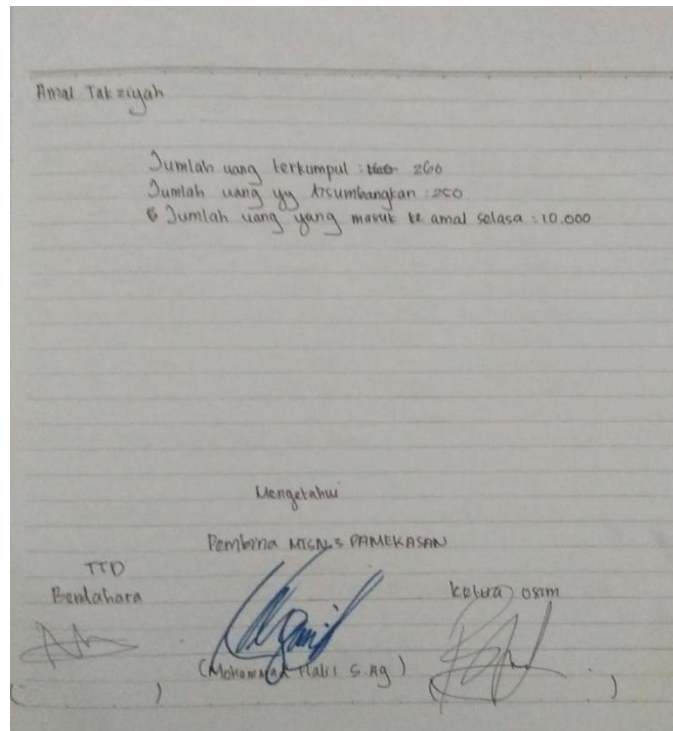 Amal Takziyah
Jumlah uang terkumpul : 260
Jumlah uang yg disumbangkan : 250
Jumlah uang yang masuk ke amal selasa : 10.000
Mengetahui
Pembina MTSN 3 PAMEKASAN
TTD
Bendahara
Ketua OSIM
(Mohammad S.Ag)
( )
( )